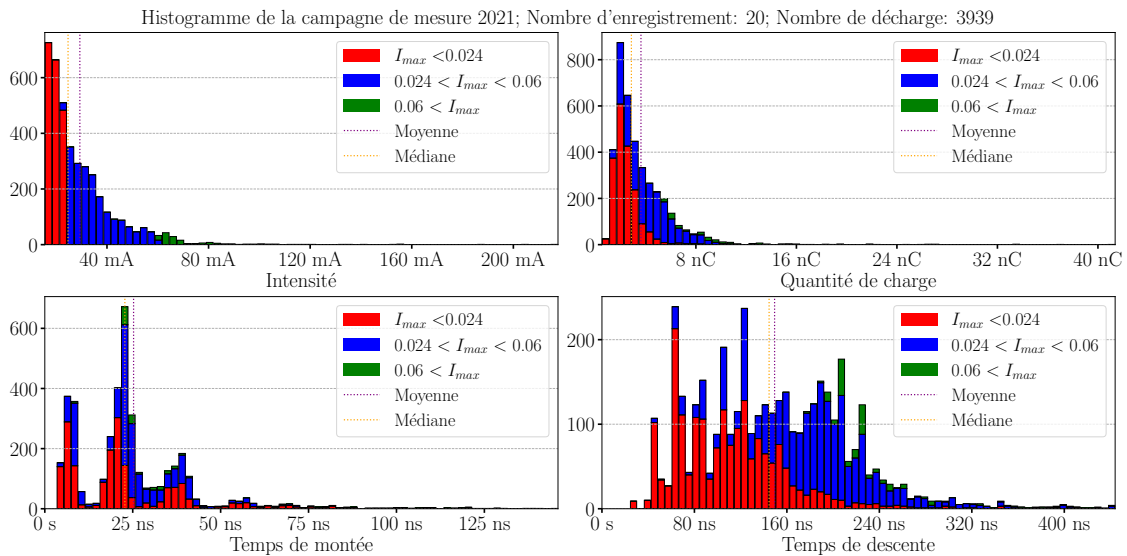 Histogramme de la campagne de mesure 2021; Nombre d'enregistrement: 20; Nombre de décharge: 3939
600
400
200
0
40 mA 80 mA 120 mA 160 mA 200 mA
Intensité
I_max <0.024
0.024 < I_max < 0.06
0.06 < I_max
Moyenne
Médiane
800
600
400
200
0
8 nC 16 nC 24 nC 32 nC 40 nC
Quantité de charge
I_max <0.024
0.024 < I_max < 0.06
0.06 < I_max
Moyenne
Médiane
600
400
200
0
0 s 25 ns 50 ns 75 ns 100 ns 125 ns
Temps de montée
I_max <0.024
0.024 < I_max < 0.06
0.06 < I_max
Moyenne
Médiane
200
100
0
0 s 80 ns 160 ns 240 ns 320 ns 400 ns
Temps de descente
I_max <0.024
0.024 < I_max < 0.06
0.06 < I_max
Moyenne
Médiane